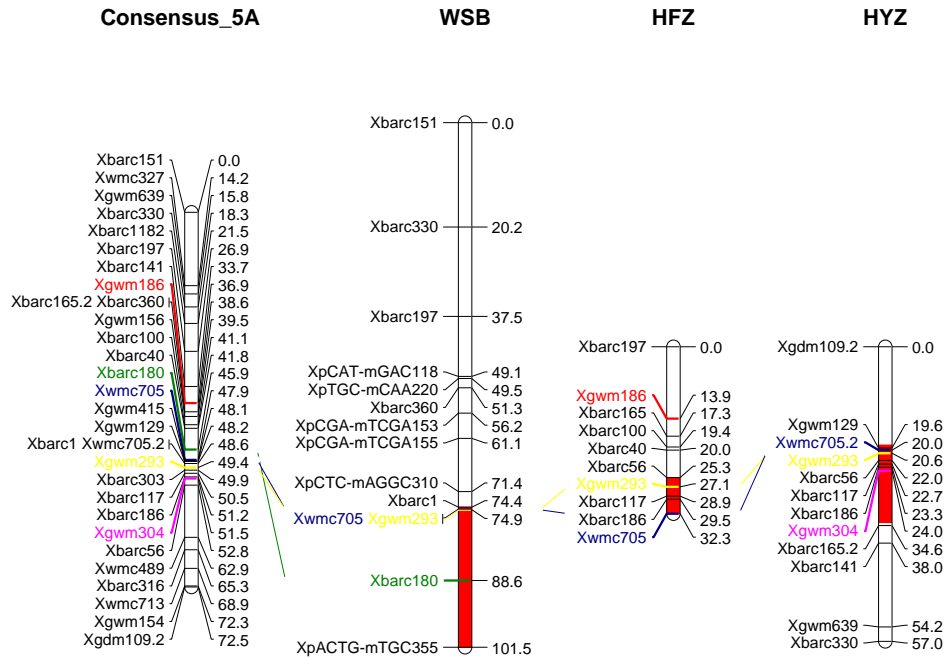 Consensus_5A
Xbarc151 0.0
Xwmc327 14.2
Xgwm639 15.8
Xbarc330 18.3
Xbarc1182 21.5
Xbarc197 26.9
Xbarc141 33.7
Xgwm186 36.9
Xbarc165.2 Xbarc360 38.6
Xgwm156 39.5
Xbarc100 41.1
Xbarc40 41.8
Xbarc180 45.9
Xwmc705 47.9
Xgwm415 48.1
Xgwm129 48.2
Xbarc1 Xwmc705.2 48.6
Xgwm293 49.4
Xbarc303 49.9
Xbarc117 50.5
Xbarc186 51.2
Xgwm304 51.5
Xbarc56 52.8
Xwmc489 62.9
Xbarc316 65.3
Xwmc713 68.9
Xgwm154 72.3
Xgdm109.2 72.5
WSB
Xbarc151 0.0
Xbarc330 20.2
Xbarc197 37.5
XpCAT-mGAC118 49.1
XpTGC-mCAA220 49.5
Xbarc360 51.3
XpCGA-mTCGA153 56.2
XpCGA-mTCGA155 61.1
XpCTC-mAGGC310 71.4
Xbarc1 74.4
Xwmc705 Xgwm293 74.9
Xbarc180 88.6
XpACTG-mTGC355 101.5
HFZ
Xbarc197 0.0
Xgwm186 13.9
Xbarc165 17.3
Xbarc100 19.4
Xbarc40 20.0
Xbarc56 25.3
Xgwm293 27.1
Xbarc117 28.9
Xbarc186 29.5
Xwmc705 32.3
HYZ
Xgdm109.2 0.0
Xgwm129 19.6
Xwmc705.2 20.0
Xgwm293 20.6
Xbarc56 22.0
Xbarc117 22.7
Xbarc186 23.3
Xgwm304 24.0
Xbarc165.2 34.6
Xbarc141 38.0
Xgwm639 54.2
Xbarc330 57.0